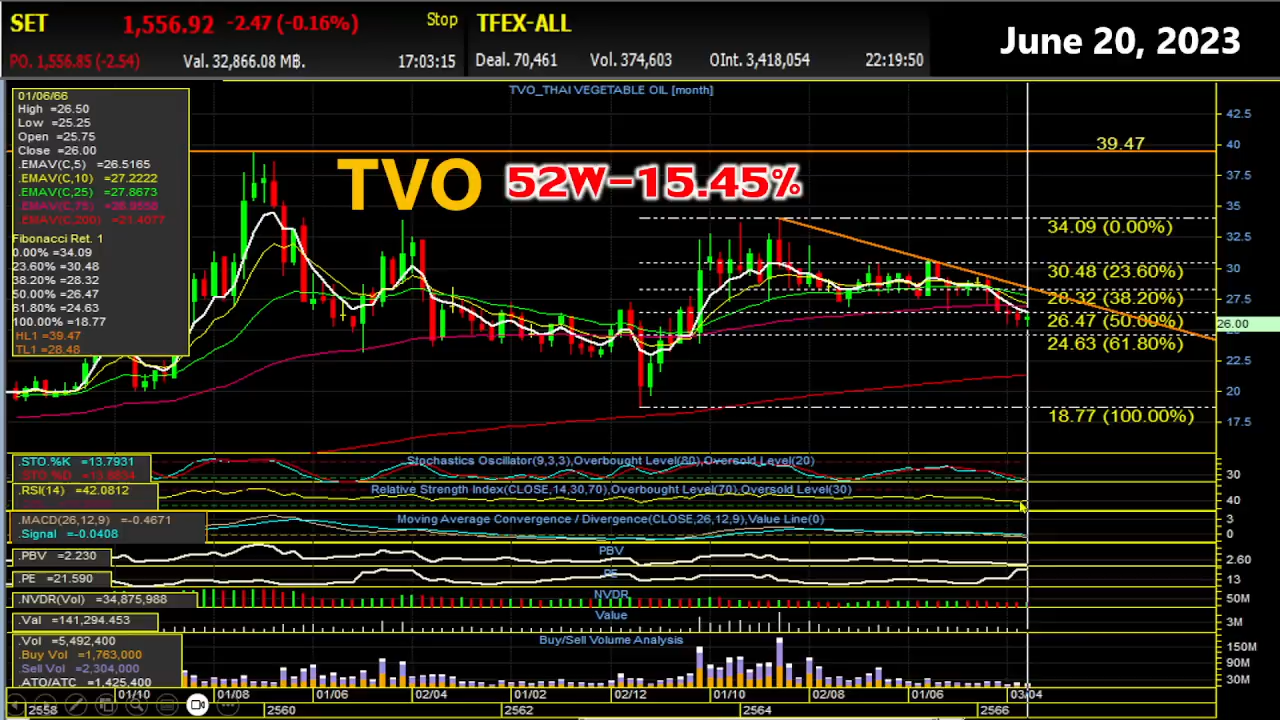 SET 1,556.92 -2.47 (-0.16%) Stop TFEX-ALL
June 20, 2023
PO. 1,556.85 (-2.54) Val. 32,866.08 MB. 17:03:15 Deal. 70,461 Vol. 374,603 OInt. 3,418,054 22:19:50
TVO_THAI VEGETABLE OIL [month]
01/06/66
High =26.50
Low =25.25
Open =25.75
Close =26.00
.EMAV(C,5) =26.5165
.EMAV(C,10) =27.2222
.EMAV(C,25) =27.8673
.EMAV(C,75)
.EMAV(C,200) =21.4077
Fibonacci Ret. 1
0.00% =34.09
23.60% =30.48
38.20% =28.32
50.00% =26.47
61.80% =24.63
100.00% =18.77
HL1 =39.47
TL1 =28.48
TVO 52W-15.45%
39.47
34.09 (0.00%)
30.48 (23.60%)
28.32 (38.20%)
26.47 (50.00%)
24.63 (61.80%)
18.77 (100.00%)
42.5
40
37.5
35
32.5
30
27.5
26.00
22.5
20
17.5
.STO.%K =13.7931
.STO.%D
Stochastics Oscillator(9,3,3),Overbought Level(80),Oversold Level(20)
30
.RSI(14) =42.0812
Relative Strength Index(CLOSE,14,30,70),Overbought Level(70),Oversold Level(30)
40
.MACD(26,12,9) =-0.4671
.Signal =-0.0408
Moving Average Convergence / Divergence(CLOSE,26,12,9),Value Line(0)
3
0
.PBV =2.230
PBV
2.60
.PE =21.590
PE
13
.NVDR(Vol) =34,875,988
NVDR
50M
.Val =141,294.453
Value
3M
.Vol =5,492,400
.Buy Vol =1,763,000
.Sell Vol =2,304,000
.ATO/ATC =1,425,400
Buy/Sell Volume Analysis
150M
90M
30M
01/10 01/08 01/06 02/04 01/02 02/12 01/10 02/08 01/06 03/04
2558 2560 2562 2564 2566